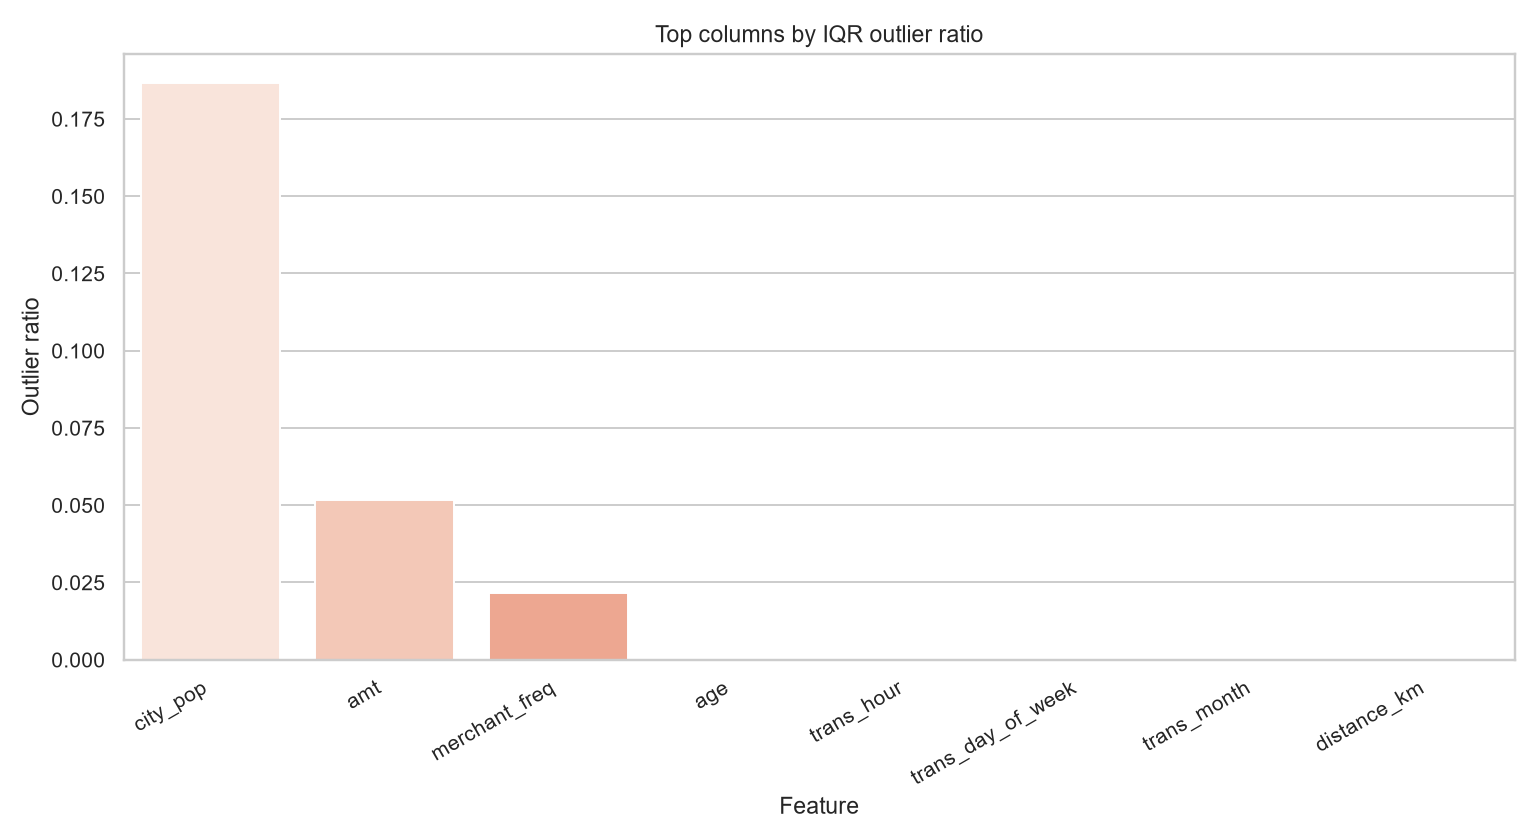 Top columns by IQR outlier ratio
Outlier ratio
0.175
0.150
0.125
0.100
0.075
0.050
0.025
0.000
city_pop
amt
merchant_freq
age
trans_hour
trans_day_of_week
trans_month
distance_km
Feature